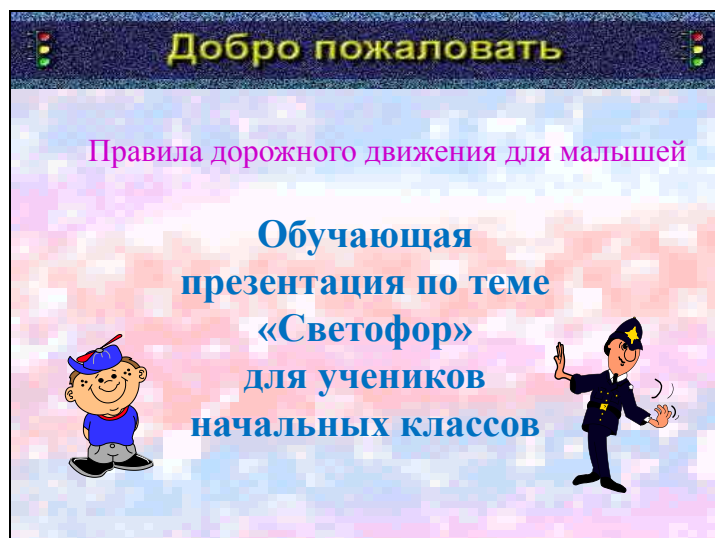 Добро пожаловать
Правила дорожного движения для малышей
Обучающая
презентация по теме
«Светофор»
для учеников
начальных классов